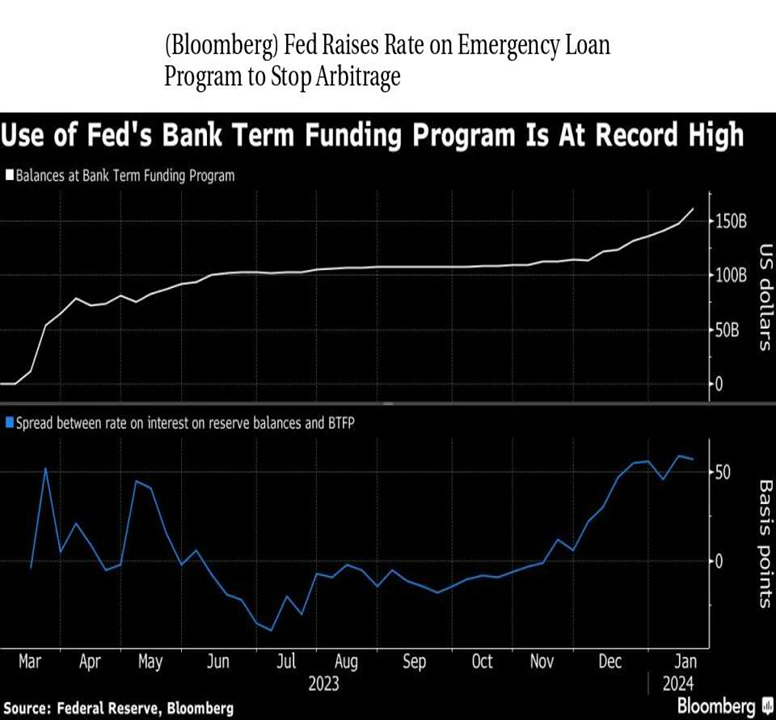 (Bloomberg) Fed Raises Rate on Emergency Loan
Program to Stop Arbitrage
Use of Fed's Bank Term Funding Program Is At Record High
Balances at Bank Term Funding Program
150B
100B
50B
0
US dollars
Spread between rate on interest on reserve balances and BTFP
50
0
Basis points
Mar Apr May Jun Jul Aug Sep Oct Nov Dec Jan
2023 2024
Source: Federal Reserve, Bloomberg
Bloomberg